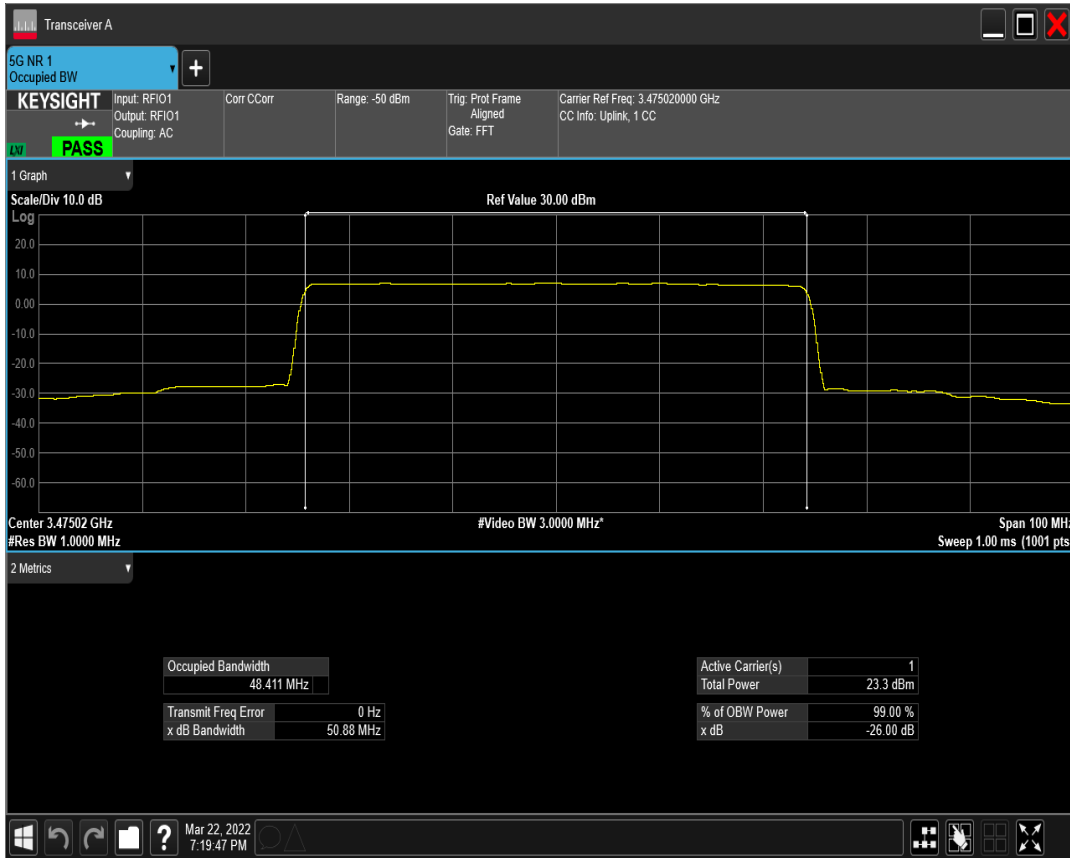 Transceiver A
5G NR 1
Occupied BW
+
KEYSIGHT
Input: RFIO1
Output: RFIO1
Coupling: AC
Corr CCorr
Range: -50 dBm
Trig: Prot Frame
Aligned
Gate: FFT
Carrier Ref Freq: 3.475020000 GHz
CC Info: Uplink, 1 CC
LXI
PASS
1 Graph
Scale/Div 10.0 dB
Ref Value 30.00 dBm
Log
20.0
10.0
0.00
-10.0
-20.0
-30.0
-40.0
-50.0
-60.0
Center 3.47502 GHz
#Video BW 3.0000 MHz*
Span 100 MHz
#Res BW 1.0000 MHz
Sweep 1.00 ms (1001 pts
2 Metrics
Occupied Bandwidth
48.411 MHz
Transmit Freq Error 0 Hz
x dB Bandwidth 50.88 MHz
Active Carrier(s) 1
Total Power 23.3 dBm
% of OBW Power 99.00 %
x dB -26.00 dB
?
Mar 22, 2022
7:19:47 PM